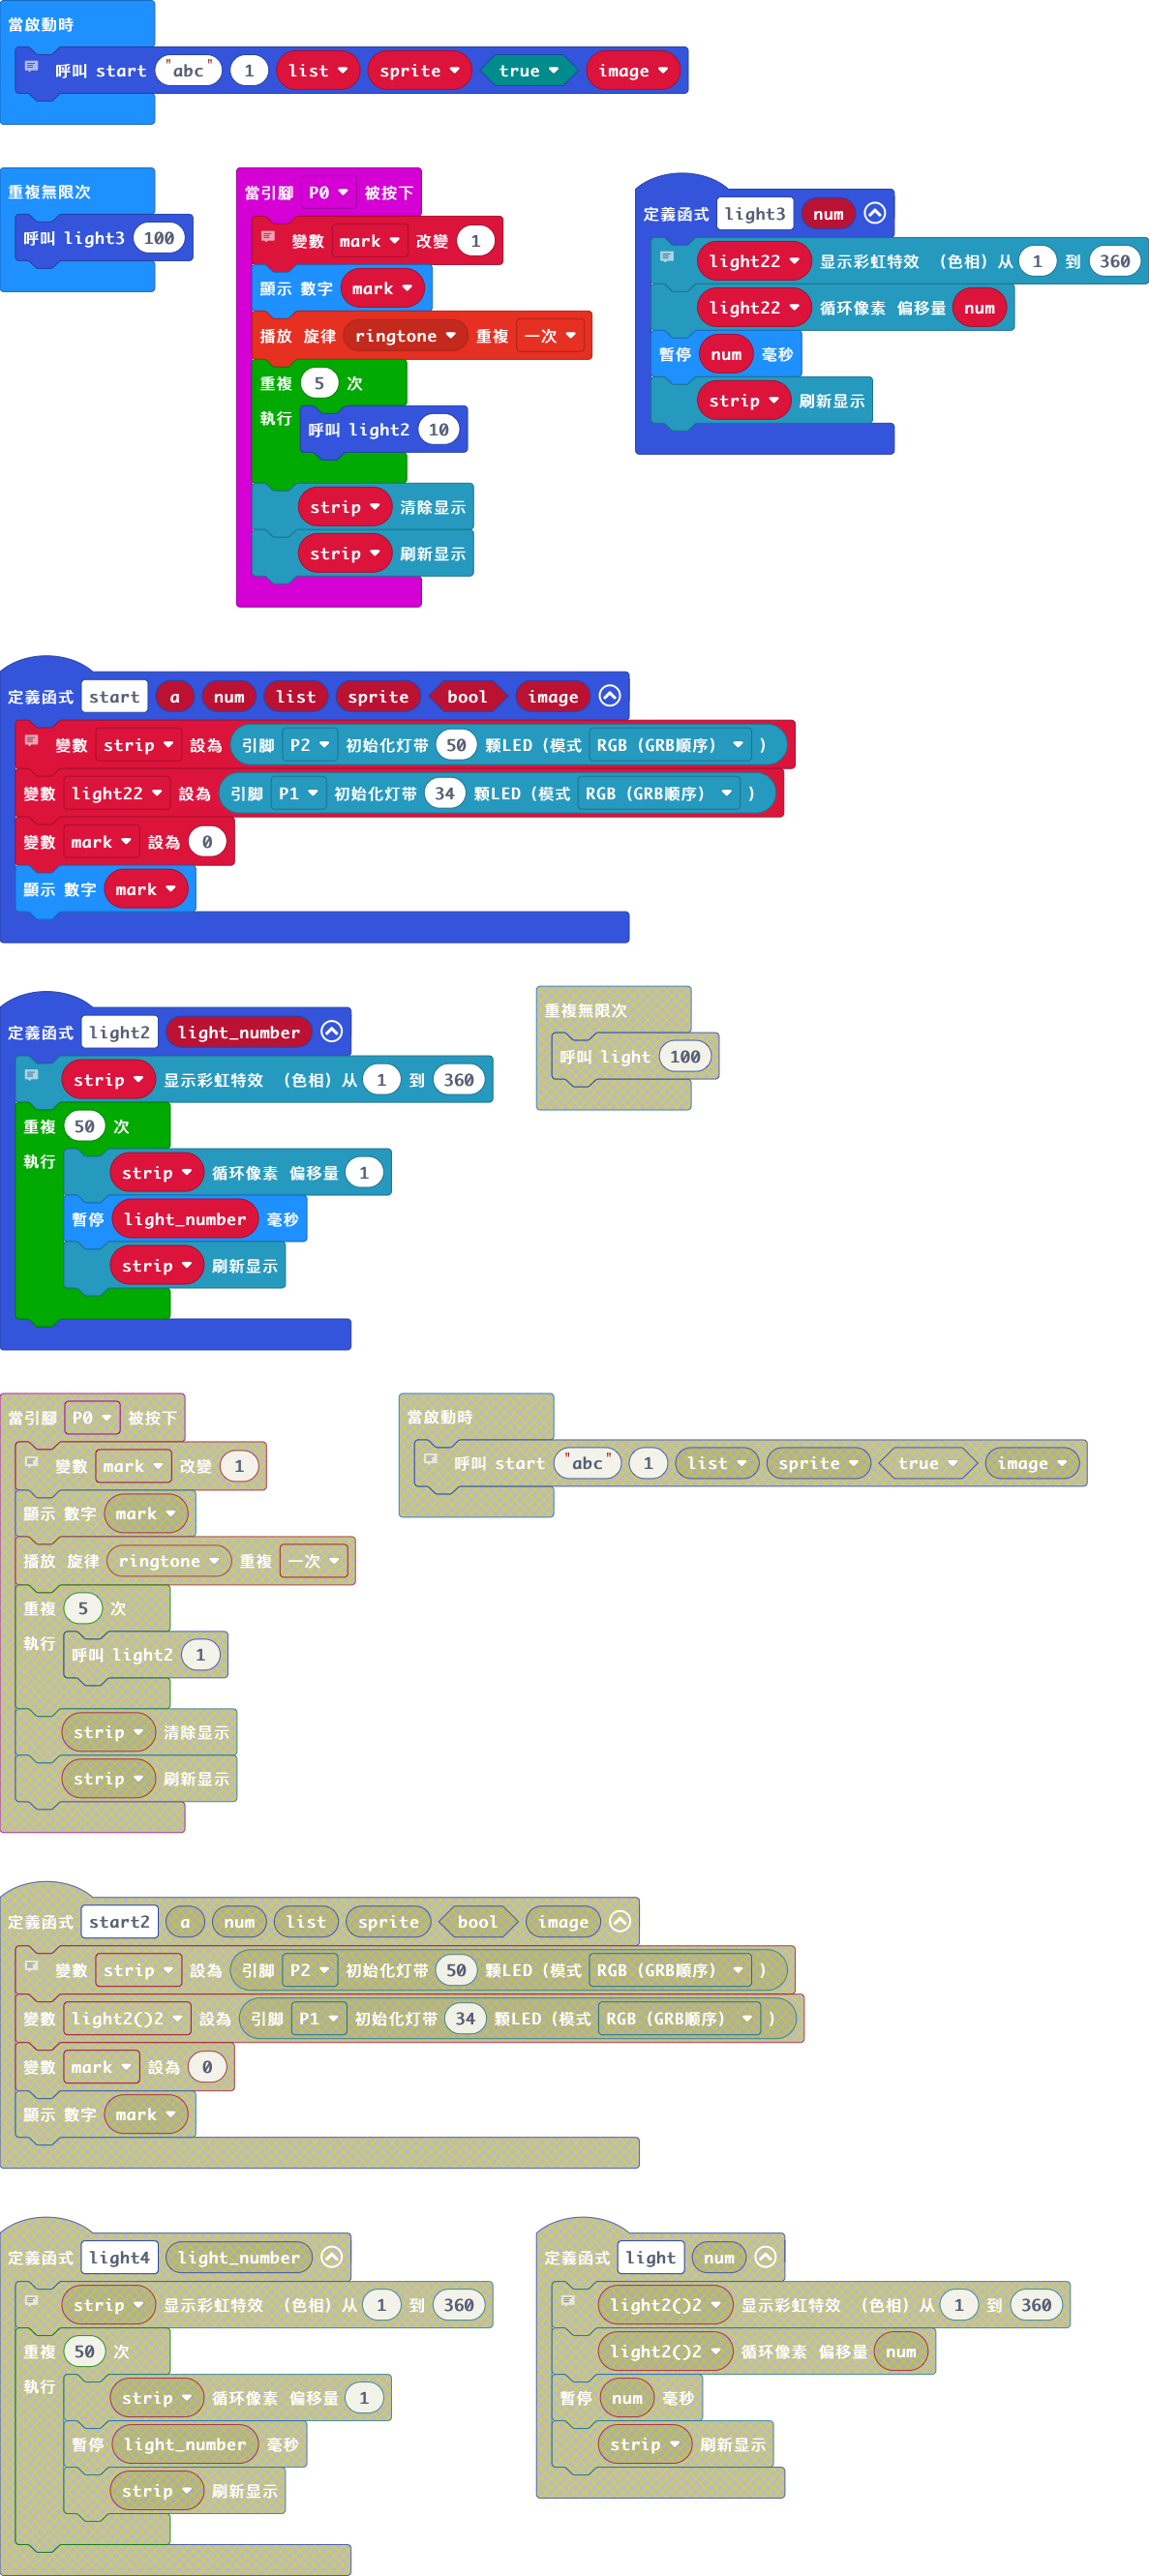 當啟動時
呼叫 start "abc" 1 list sprite true image
重複無限次
呼叫 light3 100
當引腳 P0 被按下
變數 mark 改變 1
顯示 數字 mark
播放 旋律 ringtone 重複 一次
重複 5 次
執行
呼叫 light2 10
strip 清除显示
strip 刷新显示
定義函式 light3 num
light22 显示彩虹特效 （色相）从 1 到 360
light22 循环像素 偏移量 num
暫停 num 毫秒
strip 刷新显示
定義函式 start a num list sprite bool image
變數 strip 設為 引脚 P2 初始化灯带 50 颗LED（模式 RGB（GRB顺序） ）
變數 light22 設為 引脚 P1 初始化灯带 34 颗LED（模式 RGB（GRB顺序） ）
變數 mark 設為 0
顯示 數字 mark
定義函式 light2 light_number
strip 显示彩虹特效 （色相）从 1 到 360
重複 50 次
執行
strip 循环像素 偏移量 1
暫停 light_number 毫秒
strip 刷新显示
重複無限次
呼叫 light 100
當引腳 P0 被按下
變數 mark 改變 1
顯示 數字 mark
播放 旋律 ringtone 重複 一次
重複 5 次
執行
呼叫 light2 1
strip 清除显示
strip 刷新显示
當啟動時
呼叫 start "abc" 1 list sprite true image
定義函式 start2 a num list sprite bool image
變數 strip 設為 引脚 P2 初始化灯带 50 颗LED（模式 RGB（GRB顺序） ）
變數 light2()2 設為 引脚 P1 初始化灯带 34 颗LED（模式 RGB（GRB顺序） ）
變數 mark 設為 0
顯示 數字 mark
定義函式 light4 light_number
strip 显示彩虹特效 （色相）从 1 到 360
重複 50 次
執行
strip 循环像素 偏移量 1
暫停 light_number 毫秒
strip 刷新显示
定義函式 light num
light2()2 显示彩虹特效 （色相）从 1 到 360
light2()2 循环像素 偏移量 num
暫停 num 毫秒
strip 刷新显示